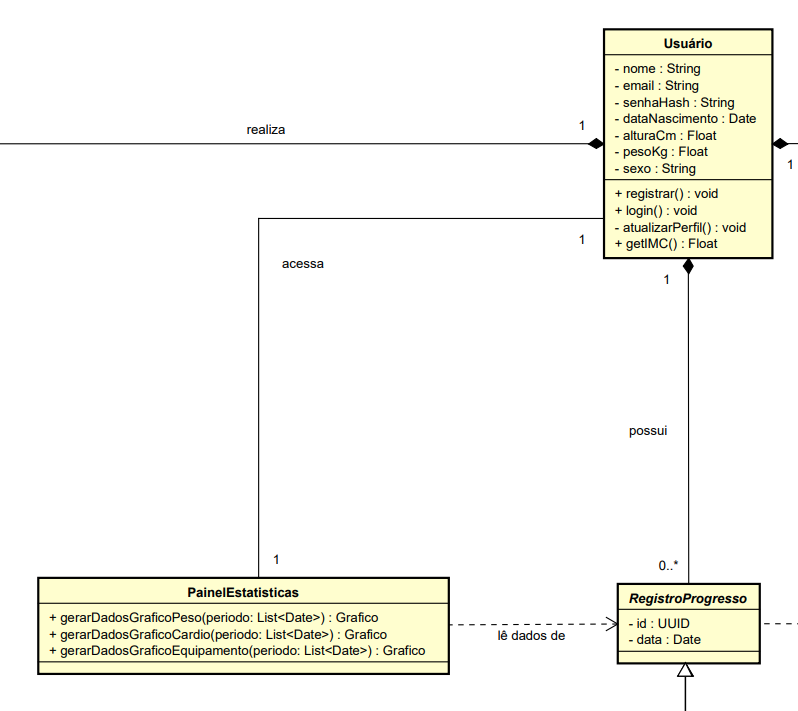 Usuário
- nome : String
- email : String
- senhaHash : String
- dataNascimento : Date
- alturaCm : Float
- pesoKg : Float
- sexo : String
+ registrar() : void
+ login() : void
- atualizarPerfil() : void
+ getIMC() : Float
realiza
1
1
1
acessa
1
possui
1
0..*
PainelEstatisticas
+ gerarDadosGraficoPeso(periodo: List<Date>) : Grafico
+ gerarDadosGraficoCardio(periodo: List<Date>) : Grafico
+ gerarDadosGraficoEquipamento(periodo: List<Date>) : Grafico
lê dados de
RegistroProgresso
- id : UUID
- data : Date